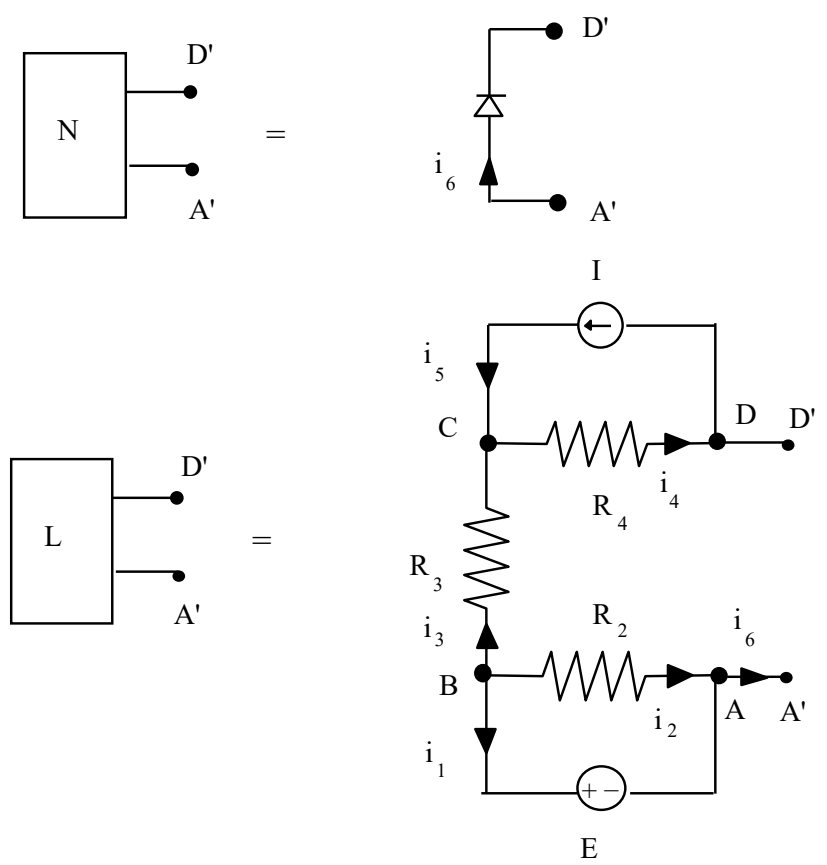 D'
N
=
A'
D'
i6
A'
I
i5
C
D
D'
i4
R4
D'
L
=
A'
R3
i3
R2
i6
B
i2
A
A'
i1
+ −
E